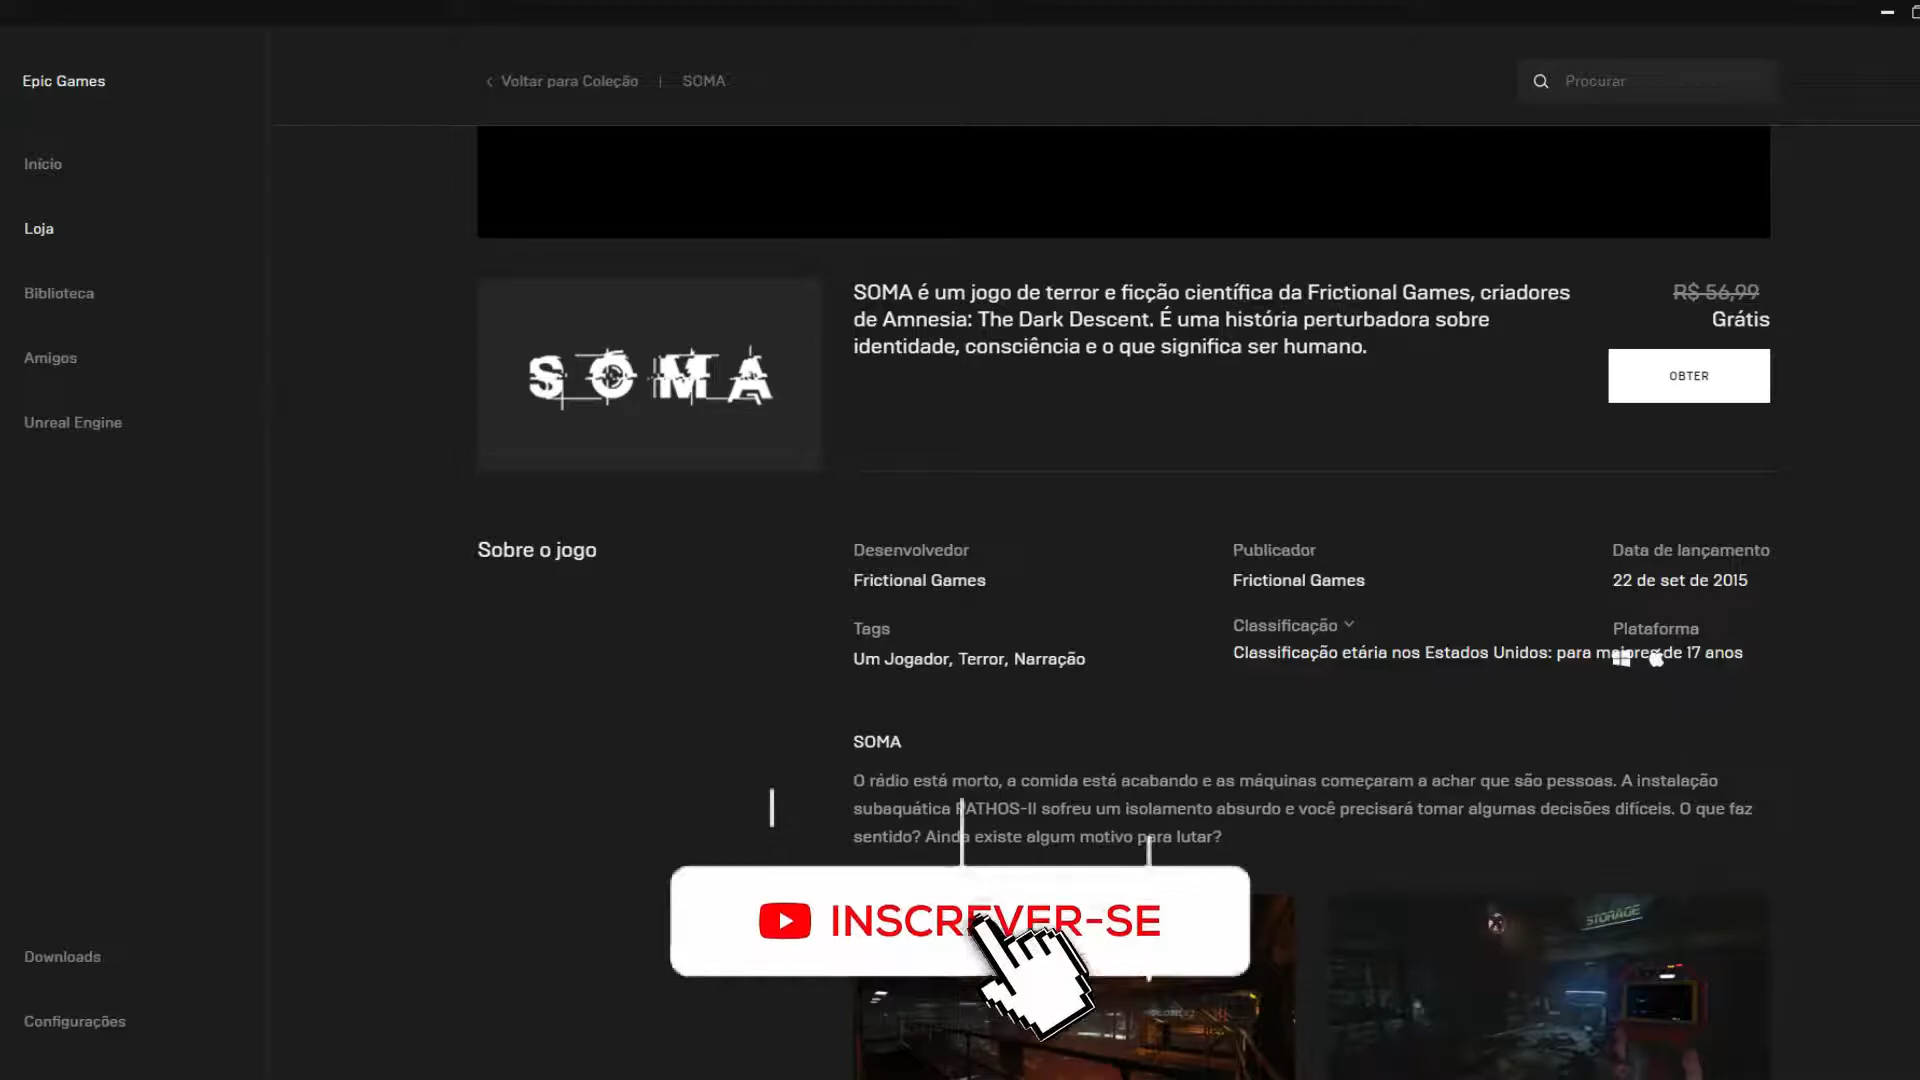 Epic Games
Voltar para Coleção | SOMA
Procurar
Início
Loja
Biblioteca
Amigos
Unreal Engine
Downloads
Configurações
SOMA
SOMA é um jogo de terror e ficção científica da Frictional Games, criadores
de Amnesia: The Dark Descent. É uma história perturbadora sobre
identidade, consciência e o que significa ser humano.
R$ 56,99
Grátis
OBTER
Sobre o jogo
Desenvolvedor
Frictional Games
Publicador
Frictional Games
Data de lançamento
22 de set de 2015
Tags
Um Jogador, Terror, Narração
Classificação
Classificação etária nos Estados Unidos: para maiores de 17 anos
Plataforma
SOMA
O rádio está morto, a comida está acabando e as máquinas começaram a achar que são pessoas. A instalação
subaquática PATHOS-II sofreu um isolamento absurdo e você precisará tomar algumas decisões difíceis. O que faz
sentido? Ainda existe algum motivo para lutar?
INSCREVER-SE
STORAGE